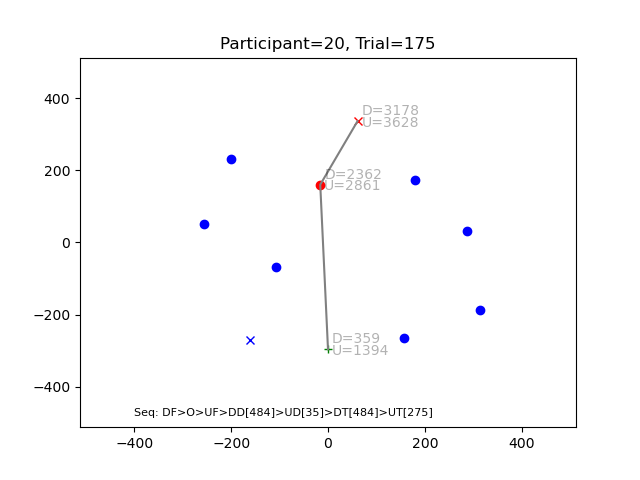 Participant=20, Trial=175
400
200
0
−200
−400
D=3178
U=3628
D=2362
U=2861
D=359
U=1394
Seq: DF>O>UF>DD[484]>UD[35]>DT[484]>UT[275]
−400 −200 0 200 400